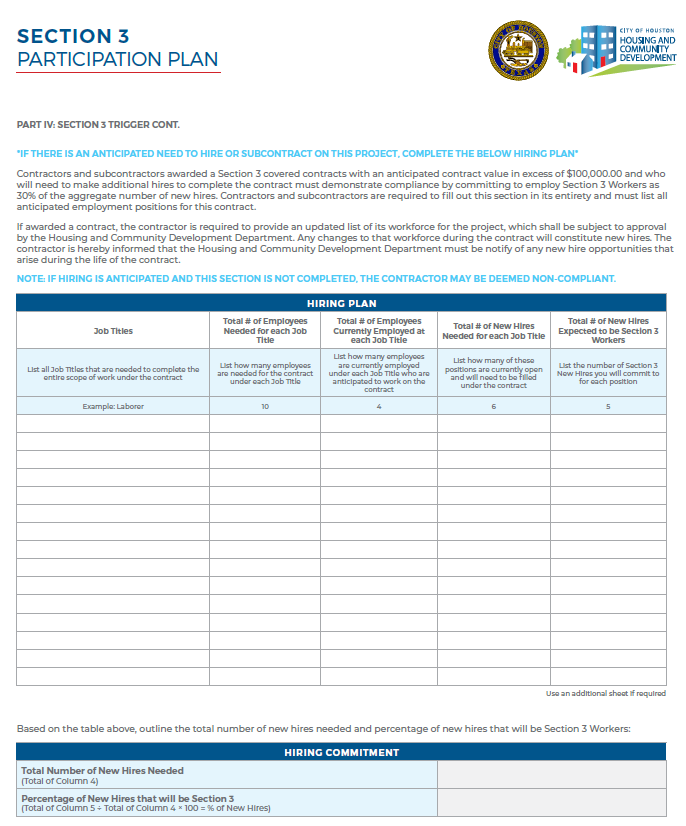 SECTION 3
PARTICIPATION PLAN
CITY OF HOUSTON
HOUSING AND
COMMUNITY
DEVELOPMENT
PART IV: SECTION 3 TRIGGER CONT.
*IF THERE IS AN ANTICIPATED NEED TO HIRE OR SUBCONTRACT ON THIS PROJECT, COMPLETE THE BELOW HIRING PLAN*
Contractors and subcontractors awarded a Section 3 covered contracts with an anticipated contract value in excess of $100,000.00 and who
will need to make additional hires to complete the contract must demonstrate compliance by committing to employ Section 3 Workers as
30% of the aggregate number of new hires. Contractors and subcontractors are required to fill out this section in its entirety and must list all
anticipated employment positions for this contract.
If awarded a contract, the contractor is required to provide an updated list of its workforce for the project, which shall be subject to approval
by the Housing and Community Development Department. Any changes to that workforce during the contract will constitute new hires. The
contractor is hereby informed that the Housing and Community Development Department must be notify of any new hire opportunities that
arise during the life of the contract.
NOTE: IF HIRING IS ANTICIPATED AND THIS SECTION IS NOT COMPLETED, THE CONTRACTOR MAY BE DEEMED NON-COMPLIANT.
HIRING PLAN
Job Titles
Total # of Employees
Needed for each Job
Title
Total # of Employees
Currently Employed at
each Job Title
Total # of New Hires
Needed for each Job Title
Total # of New Hires
Expected to be Section 3
Workers
List all Job Titles that are needed to complete the
entire scope of work under the contract
List how many employees
are needed for the contract
under each Job Title
List how many employees
are currently employed
under each Job Title who are
anticipated to work on the
contract
List how many of these
positions are currently open
and will need to be filled
under the contract
List the number of Section 3
New Hires you will commit to
for each position
Example: Laborer
10
4
6
5
Use an additional sheet if required
Based on the table above, outline the total number of new hires needed and percentage of new hires that will be Section 3 Workers:
HIRING COMMITMENT
Total Number of New Hires Needed
(Total of Column 4)
Percentage of New Hires that will be Section 3
(Total of Column 5 ÷ Total of Column 4 × 100 = % of New Hires)